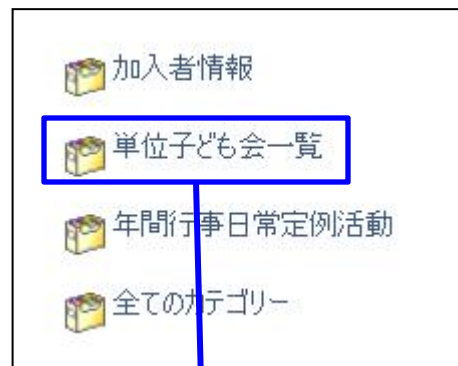 加入者情報
単位子ども会一覧
年間行事日常定例活動
全てのカテゴリー